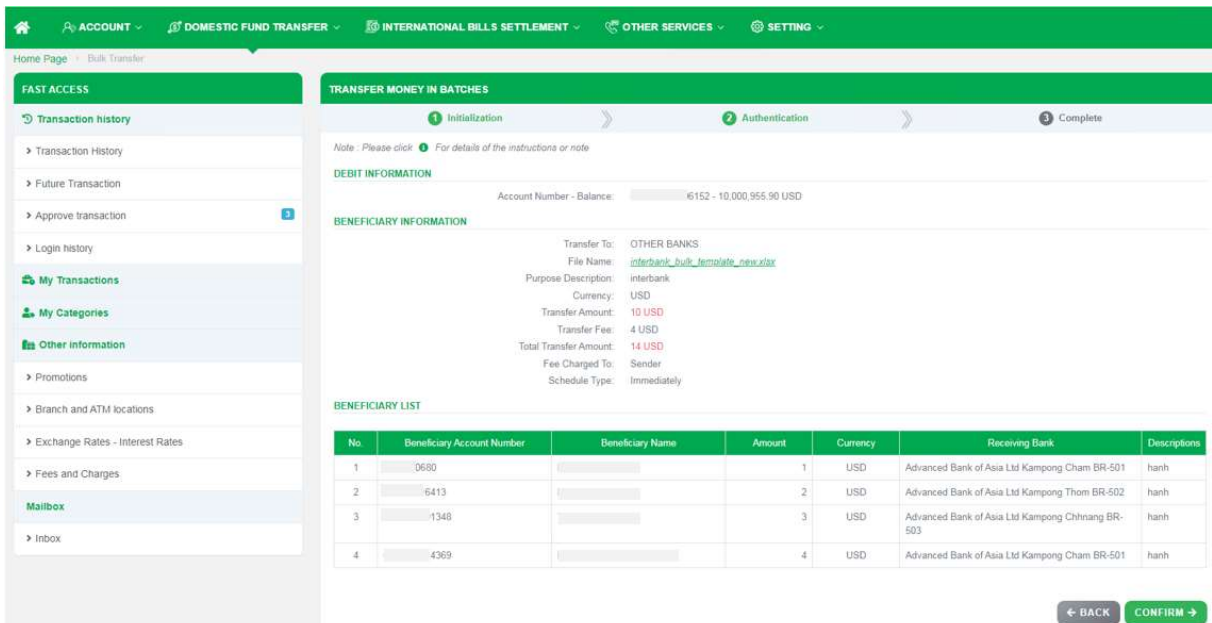 ACCOUNT DOMESTIC FUND TRANSFER INTERNATIONAL BILLS SETTLEMENT OTHER SERVICES SETTING
Home Page Bulk Transfer
FAST ACCESS
Transaction history
> Transaction History
> Future Transaction
> Approve transaction 3
> Login history
My Transactions
My Categories
Other information
> Promotions
> Branch and ATM locations
> Exchange Rates - Interest Rates
> Fees and Charges
Mailbox
> Inbox
TRANSFER MONEY IN BATCHES
1 Initialization 2 Authentication 3 Complete
Note : Please click For details of the instructions or note
DEBIT INFORMATION
Account Number - Balance: 6152 - 10,000,955.90 USD
BENEFICIARY INFORMATION
Transfer To: OTHER BANKS
File Name: interbank_bulk_template_new.xlsx
Purpose Description: interbank
Currency: USD
Transfer Amount: 10 USD
Transfer Fee: 4 USD
Total Transfer Amount: 14 USD
Fee Charged To: Sender
Schedule Type: Immediately
BENEFICIARY LIST
No. Beneficiary Account Number Beneficiary Name Amount Currency Receiving Bank Descriptions
1 0680 1 USD Advanced Bank of Asia Ltd Kampong Cham BR-501 hanh
2 6413 2 USD Advanced Bank of Asia Ltd Kampong Thom BR-502 hanh
3 1348 3 USD Advanced Bank of Asia Ltd Kampong Chhnang BR-
503 hanh
4 4369 4 USD Advanced Bank of Asia Ltd Kampong Cham BR-501 hanh
← BACK CONFIRM →